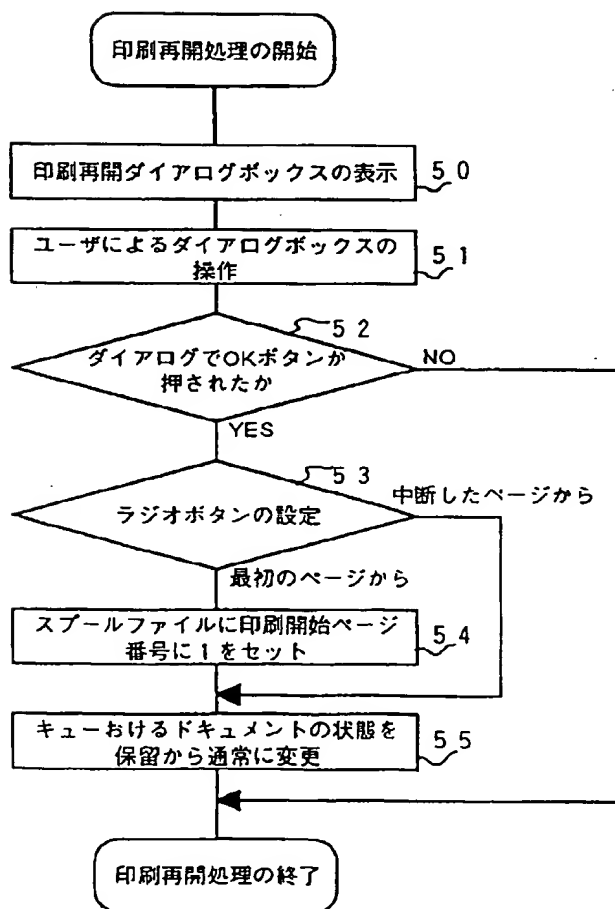 印刷再開処理の開始
印刷再開ダイアログボックスの表示
50
ユーザによるダイアログボックスの
操作
51
52
ダイアログでOKボタンが
押されたか
NO
YES
53
ラジオボタンの設定
中断したページから
最初のページから
スプールファイルに印刷開始ページ
番号に1をセット
54
キューおけるドキュメントの状態を
保留から通常に変更
55
印刷再開処理の終了